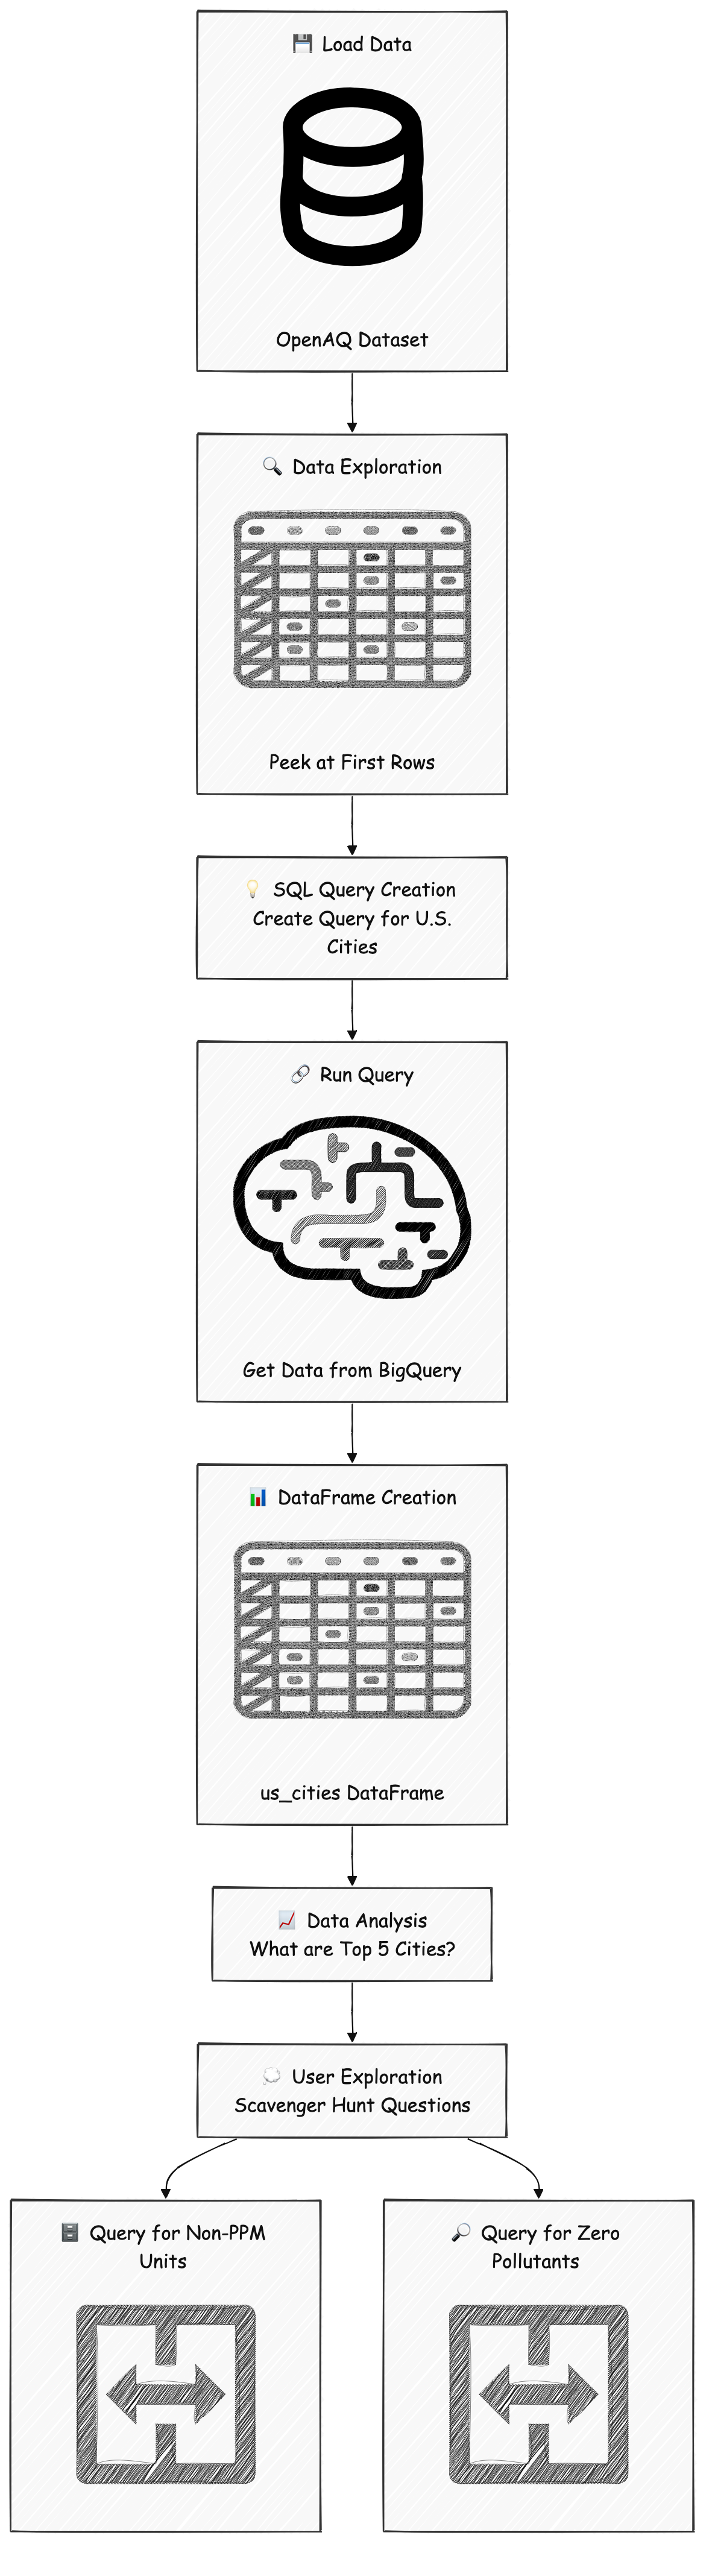 💾 Load Data
OpenAQ Dataset
🔍 Data Exploration
Peek at First Rows
💡 SQL Query Creation
Create Query for U.S.
Cities
🔗 Run Query
Get Data from BigQuery
📊 DataFrame Creation
us_cities DataFrame
📈 Data Analysis
What are Top 5 Cities?
💭 User Exploration
Scavenger Hunt Questions
🗄️ Query for Non-PPM
Units
🔎 Query for Zero
Pollutants